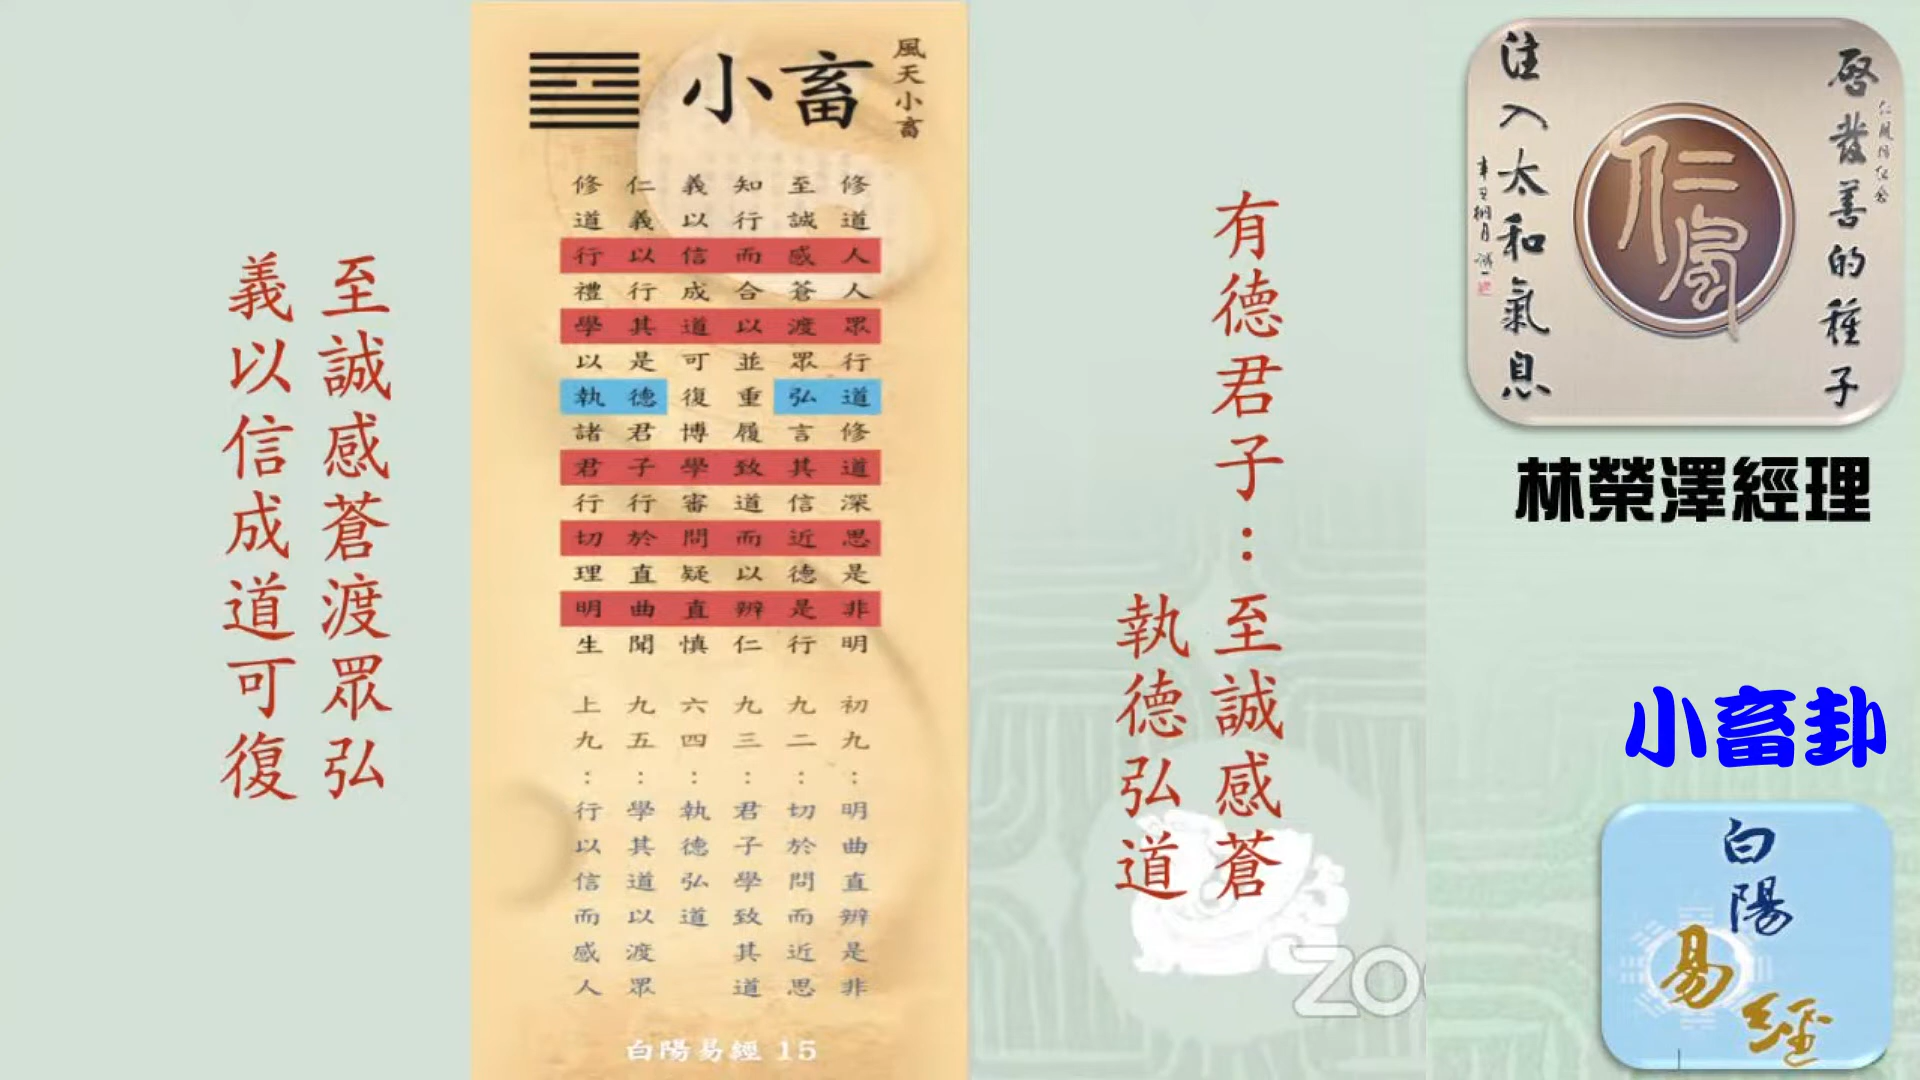 啓發善的種子
注入太和氣息
仁風
林榮澤經理
小畜卦
白陽
易經
有德君子：至誠感蒼
執德弘道
風天小畜
小畜
修道人人眾行道修道深思是非明
至誠感蒼渡眾弘言其信近德是行
知行而合以並重履致道而以辨仁
義以信成道可復博學審問疑直慎
仁義以行其是德君子行於直曲聞
修道行禮學以執諸君行切理明生
初九：明曲直辨是非
九二：切於問而近思
九三：君子學致其道
六四：執德弘道
九五：學其道以渡眾
上九：行以信而感人
白陽易經 15
至誠感蒼渡眾弘
義以信成道可復